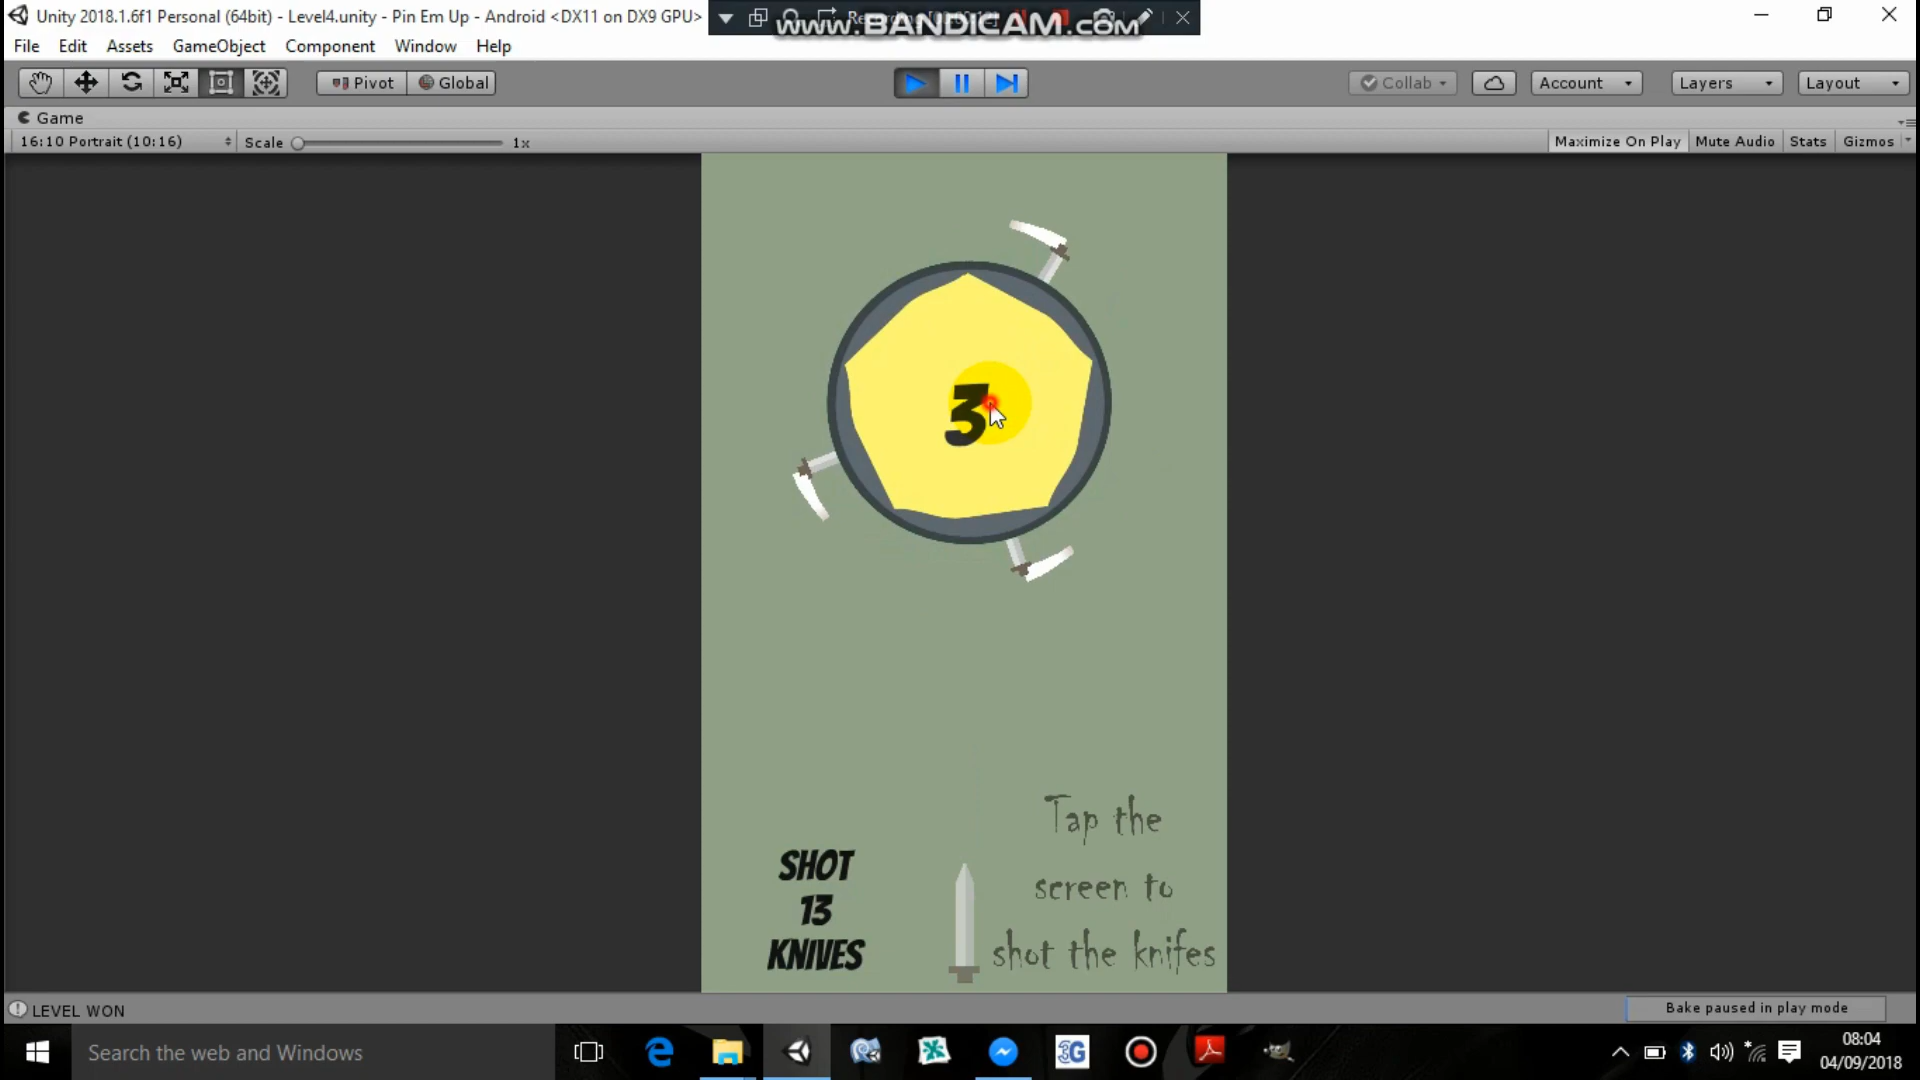 Unity 2018.1.6f1 Personal (64bit) - Level4.unity - Pin Em Up - Android <DX11 on DX9 GPU>
www.BANDICAM.com
File Edit Assets GameObject Component Window Help
Pivot Global Collab Account Layers Layout
Game
16:10 Portrait (10:16) Scale 1x Maximize On Play Mute Audio Stats Gizmos
3
Tap the
screen to
shot the knifes
SHOT
13
KNIVES
LEVEL WON
Bake paused in play mode
Search the web and Windows
3G
08:04
04/09/2018